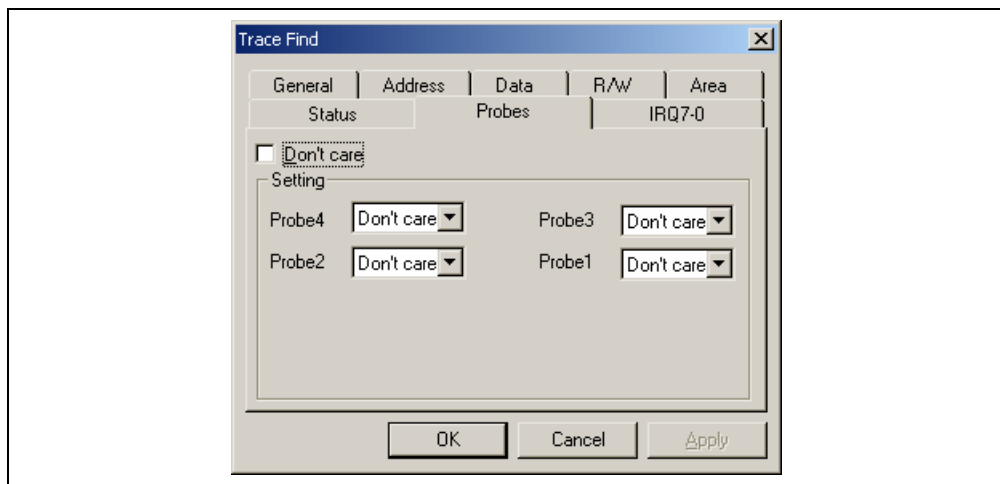 Trace Find
General Address Data R/W Area
Status Probes IRQ7-0
Don't care
Setting
Probe4 Don't care Probe3 Don't care
Probe2 Don't care Probe1 Don't care
OK Cancel Apply